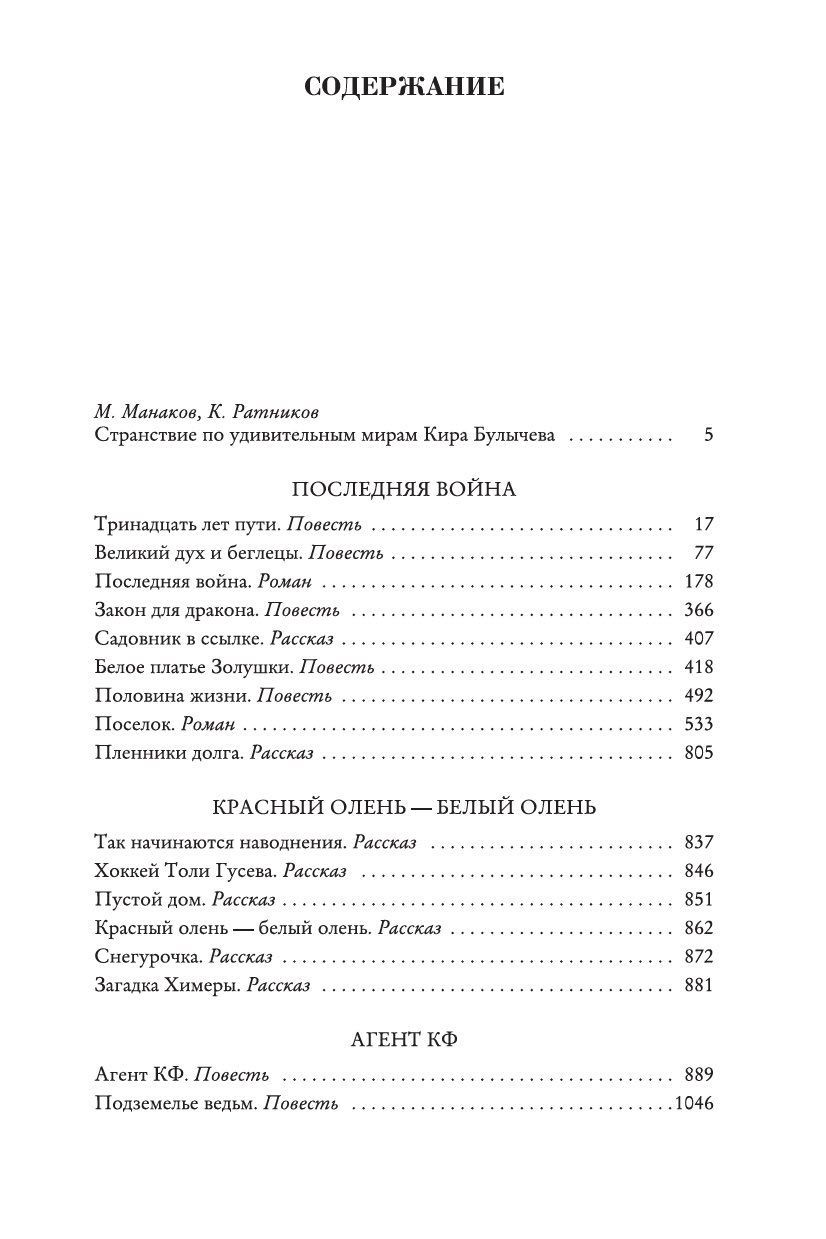 СОДЕРЖАНИЕ
М. Манаков, К. Ратников
Странствие по удивительным мирам Кира Булычева . . . . . . . . . . . 5
ПОСЛЕДНЯЯ ВОЙНА
Тринадцать лет пути. Повесть . . . . . . . . . . . . . . . . . . . . . . . . . . . . . . . 17
Великий дух и беглецы. Повесть . . . . . . . . . . . . . . . . . . . . . . . . . . . . . 77
Последняя война. Роман . . . . . . . . . . . . . . . . . . . . . . . . . . . . . . . . . . . . 178
Закон для дракона. Повесть . . . . . . . . . . . . . . . . . . . . . . . . . . . . . . . . . 366
Садовник в ссылке. Рассказ . . . . . . . . . . . . . . . . . . . . . . . . . . . . . . . . . . 407
Белое платье Золушки. Повесть . . . . . . . . . . . . . . . . . . . . . . . . . . . . . . 418
Половина жизни. Повесть . . . . . . . . . . . . . . . . . . . . . . . . . . . . . . . . . . 492
Поселок. Роман . . . . . . . . . . . . . . . . . . . . . . . . . . . . . . . . . . . . . . . . . . . . 533
Пленники долга. Рассказ . . . . . . . . . . . . . . . . . . . . . . . . . . . . . . . . . . . . 805
КРАСНЫЙ ОЛЕНЬ — БЕЛЫЙ ОЛЕНЬ
Так начинаются наводнения. Рассказ . . . . . . . . . . . . . . . . . . . . . . . . . 837
Хоккей Толи Гусева. Рассказ . . . . . . . . . . . . . . . . . . . . . . . . . . . . . . . . 846
Пустой дом. Рассказ . . . . . . . . . . . . . . . . . . . . . . . . . . . . . . . . . . . . . . . . 851
Красный олень — белый олень. Рассказ . . . . . . . . . . . . . . . . . . . . . . . 862
Снегурочка. Рассказ . . . . . . . . . . . . . . . . . . . . . . . . . . . . . . . . . . . . . . . . 872
Загадка Химеры. Рассказ . . . . . . . . . . . . . . . . . . . . . . . . . . . . . . . . . . . . 881
АГЕНТ КФ
Агент КФ. Повесть . . . . . . . . . . . . . . . . . . . . . . . . . . . . . . . . . . . . . . . . 889
Подземелье ведьм. Повесть . . . . . . . . . . . . . . . . . . . . . . . . . . . . . . . . .1046